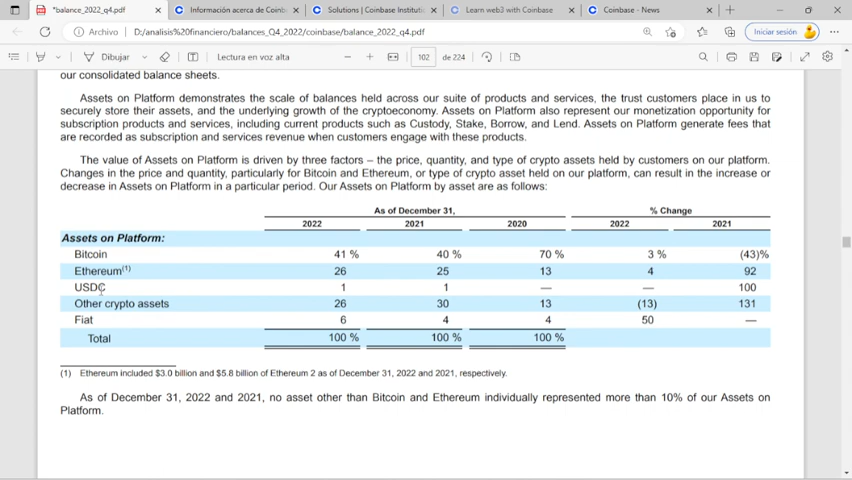 *balance_2022_q4.pdf
Información acerca de Coinb
Solutions | Coinbase Institutio
Learn web3 with Coinbase
Coinbase - News
Archivo D:/analisis%20financiero/balances_Q4_2022/coinbase/balance_2022_q4.pdf
Iniciar sesión
Dibujar
Lectura en voz alta
102 de 224
our consolidated balance sheets.
Assets on Platform demonstrates the scale of balances held across our suite of products and services, the trust customers place in us to
securely store their assets, and the underlying growth of the cryptoeconomy. Assets on Platform also represent our monetization opportunity for
subscription products and services, including current products such as Custody, Stake, Borrow, and Lend. Assets on Platform generate fees that
are recorded as subscription and services revenue when customers engage with these products.
The value of Assets on Platform is driven by three factors – the price, quantity, and type of crypto assets held by customers on our platform.
Changes in the price and quantity, particularly for Bitcoin and Ethereum, or type of crypto asset held on our platform, can result in the increase or
decrease in Assets on Platform in a particular period. Our Assets on Platform by asset are as follows:
As of December 31, % Change
2022 2021 2020 2022 2021
Assets on Platform:
Bitcoin 41 % 40 % 70 % 3 % (43)%
Ethereum(1) 26 25 13 4 92
USDC 1 1 — — 100
Other crypto assets 26 30 13 (13) 131
Fiat 6 4 4 50 —
Total 100 % 100 % 100 %
(1) Ethereum included $3.0 billion and $5.8 billion of Ethereum 2 as of December 31, 2022 and 2021, respectively.
As of December 31, 2022 and 2021, no asset other than Bitcoin and Ethereum individually represented more than 10% of our Assets on
Platform.